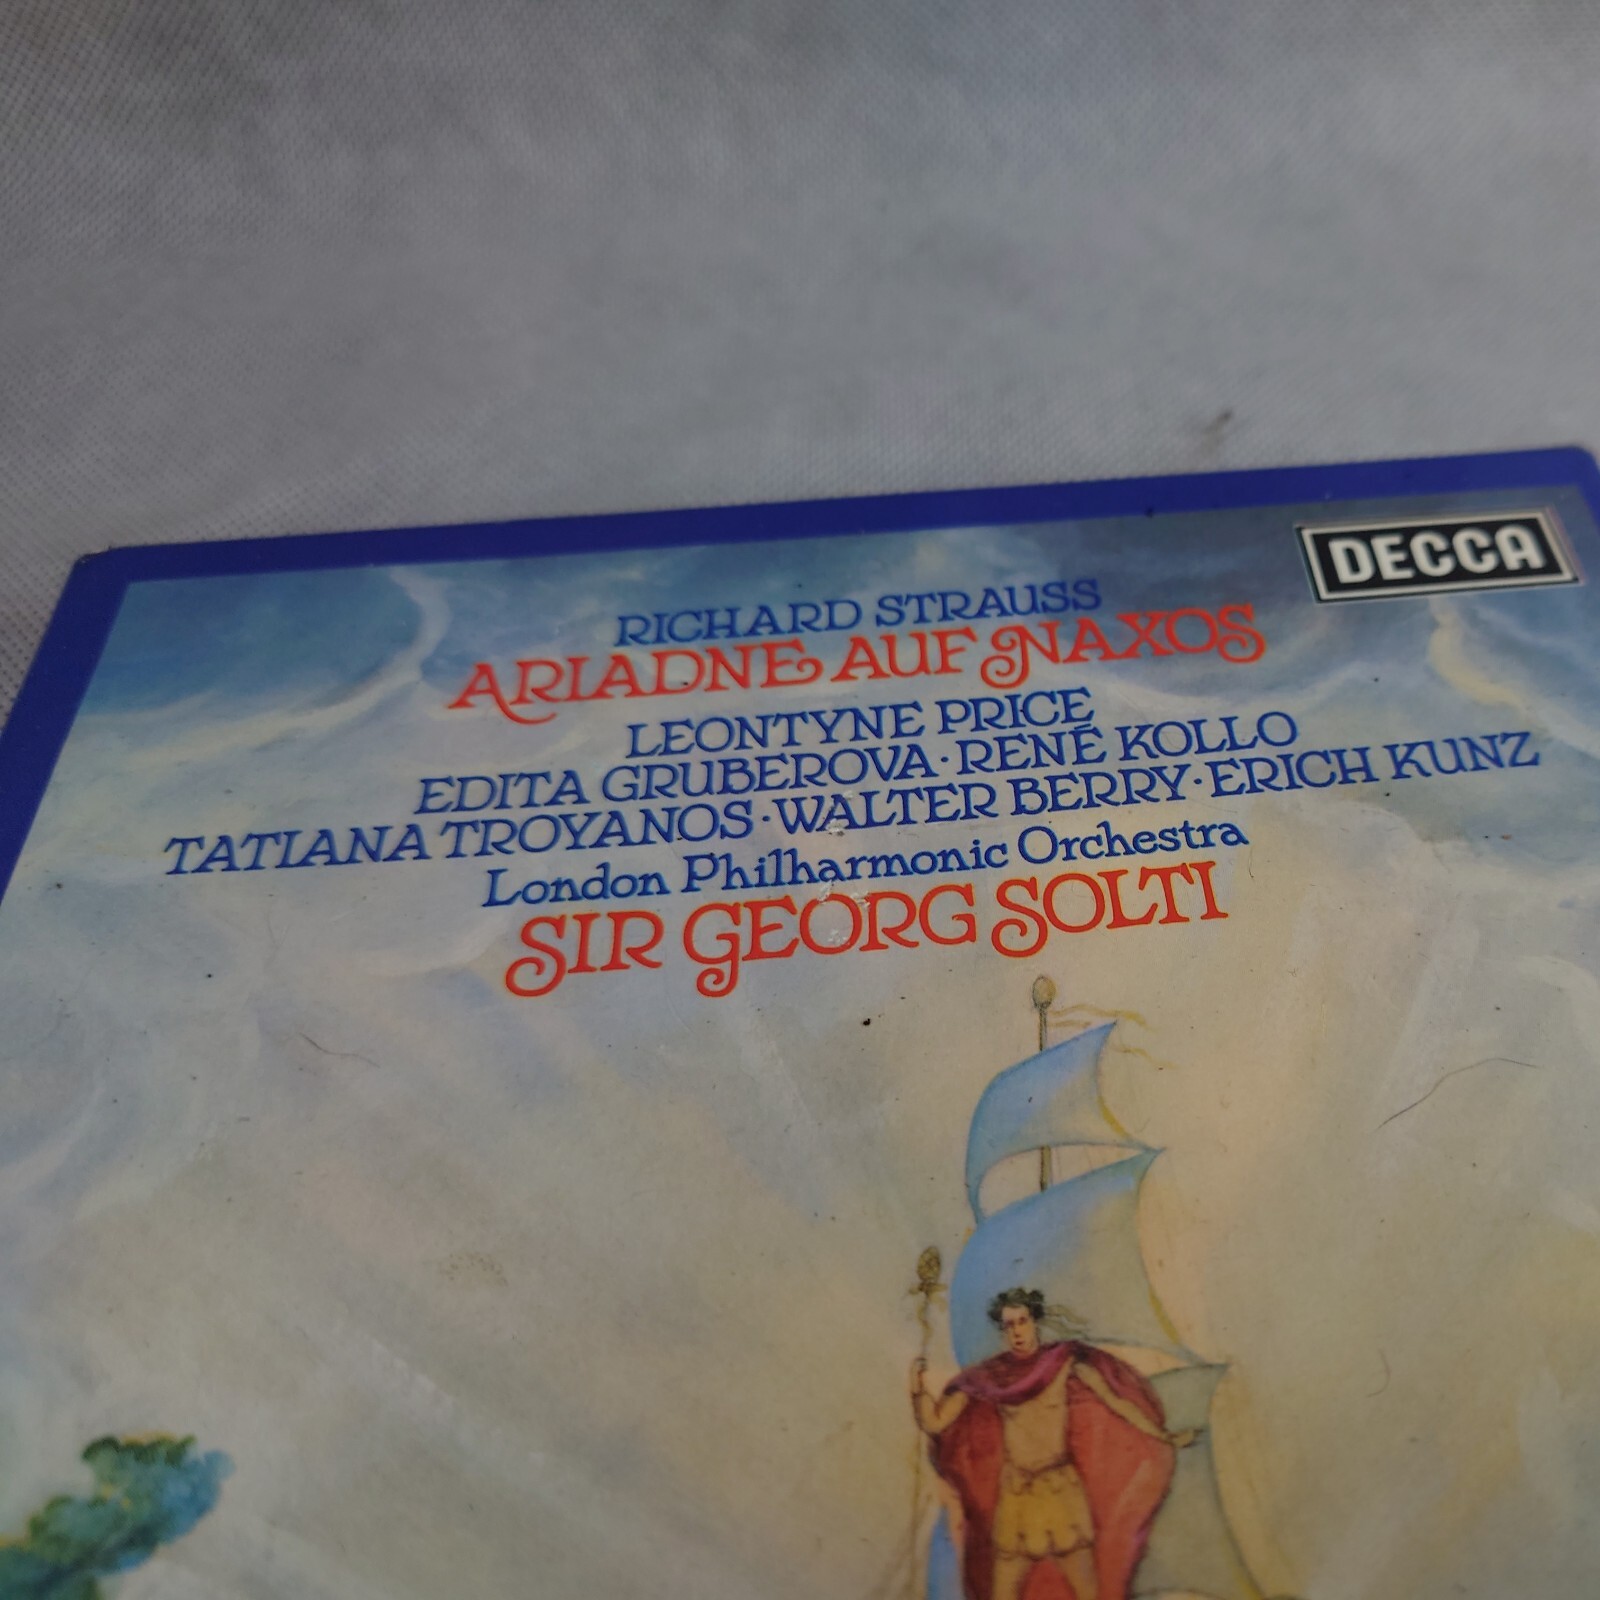 DECCA
RICHARD STRAUSS
ARIADNE AUF NAXOS
LEONTYNE PRICE
EDITA GRUBEROVA · RENÉ KOLLO
TATIANA TROYANOS · WALTER BERRY · ERICH KUNZ
London Philharmonic Orchestra
SIR GEORG SOLTI